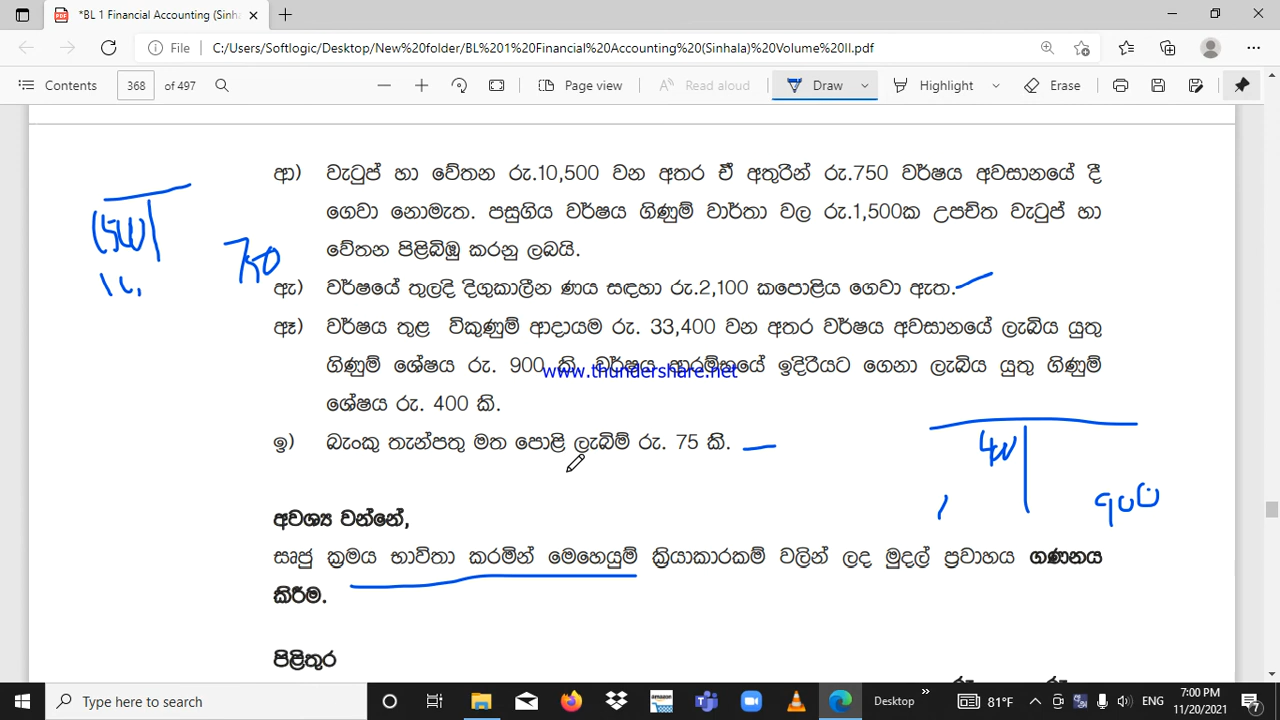 *BL 1 Financial Accounting (Sinha
File
C:/Users/Softlogic/Desktop/New%20folder/BL%201%20Financial%20Accounting%20(Sinhala)%20Volume%20II.pdf
Contents
368 of 497
Page view
Read aloud
Draw
Highlight
Erase
ආ) වැටුප් හා වේතන රු.10,500 වන අතර ඒ අතුරින් රු.750 වර්ෂය අවසානයේ දී
ගෙවා නොමැත. පසුගිය වර්ෂය ගිණුම් වාර්තා වල රු.1,500ක උපචිත වැටුප් හා
වේතන පිළිබිඹු කරනු ලබයි.
750
ඇ) වර්ෂයේ තුලදි දිගුකාලීන ණය සඳහා රු.2,100 කපොළිය ගෙවා ඇත.
ඈ) වර්ෂය තුළ විකුණුම් ආදායම රු. 33,400 වන අතර වර්ෂය අවසානයේ ලැබිය යුතු
ගිණුම් ශේෂය රු. 900 කි. වර්ෂය ආරම්භයේ ඉදිරියට ගෙනා ලැබිය යුතු ගිණුම්
www.thundershare.net
ශේෂය රු. 400 කි.
ඉ) බැංකු තැන්පතු මත පොළි ලැබීම් රු. 75 කි.
400
900
අවශ්‍ය වන්නේ,
සෘජු ක්‍රමය භාවිතා කරමින් මෙහෙයුම් ක්‍රියාකාරකම් වලින් ලද මුදල් ප්‍රවාහය ගණනය
කිරීම.
පිළිතුර
Type here to search
Desktop
81°F
ENG
7:00 PM
11/20/2021